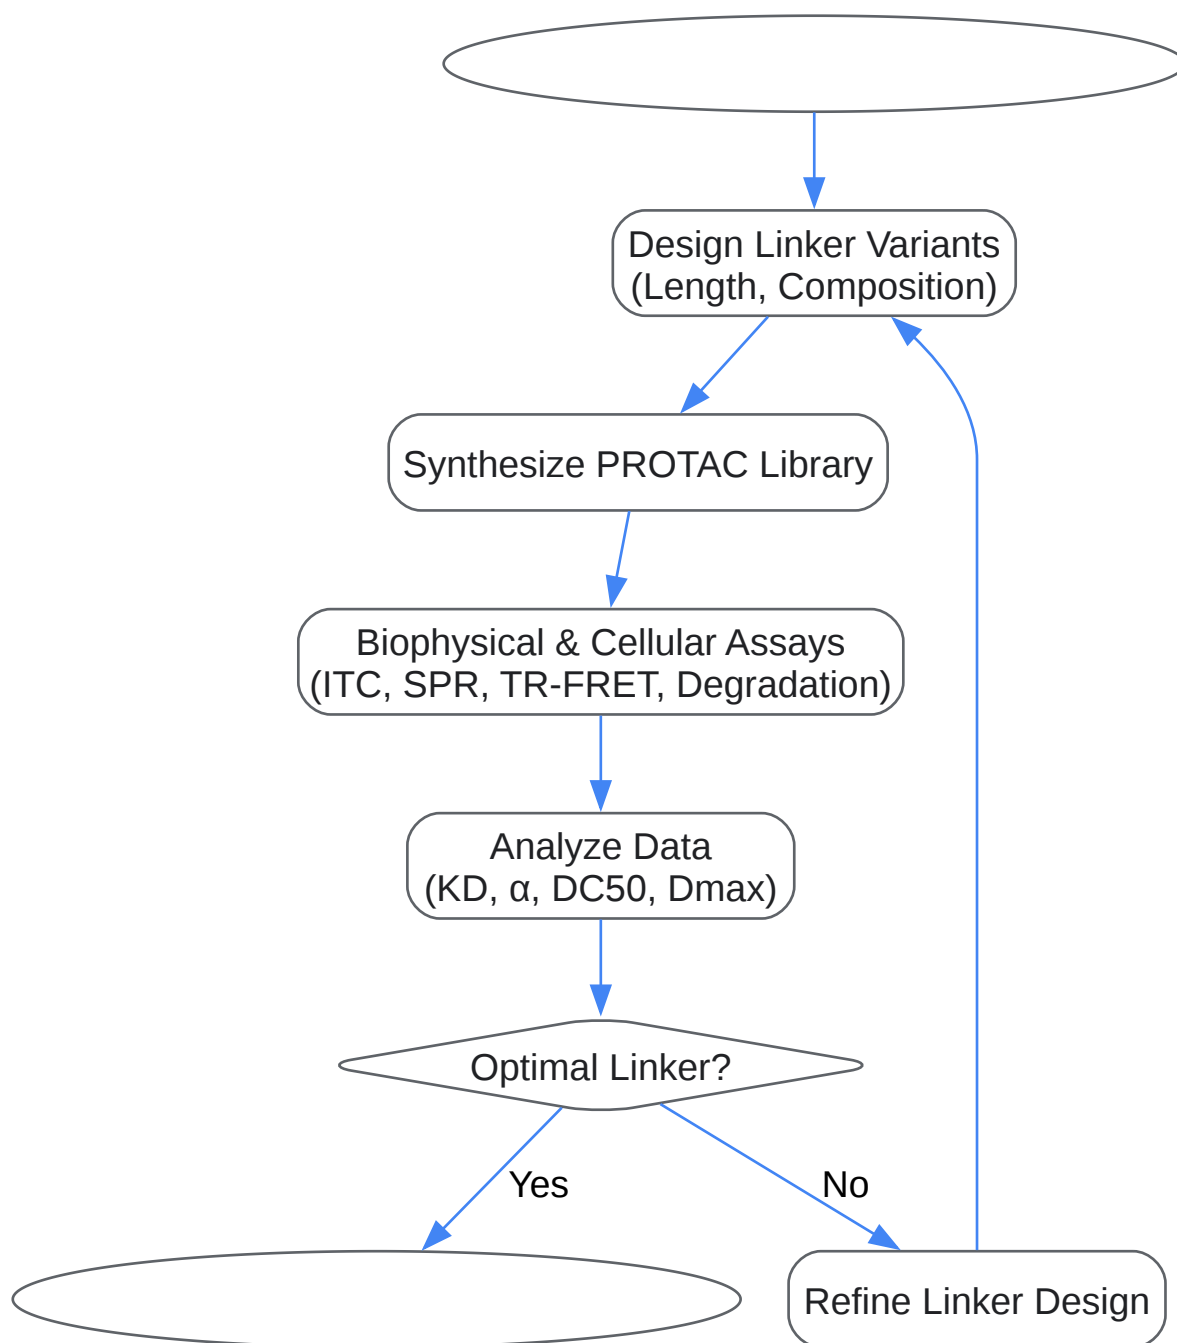 Design Linker Variants
(Length, Composition)
Synthesize PROTAC Library
Biophysical & Cellular Assays
(ITC, SPR, TR-FRET, Degradation)
Analyze Data
(KD, α, DC50, Dmax)
Optimal Linker?
Yes
No
Refine Linker Design